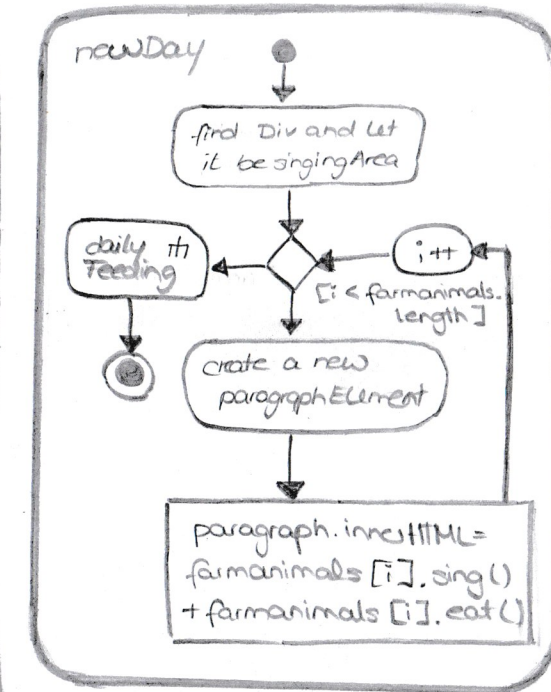 newDay
find Div and let
it be singingArea
daily
Feeding
i++
[i < farmanimals.
length]
create a new
paragraphElement
paragraph.innerHTML=
farmanimals [i].sing()
+ farmanimals [i].eat()